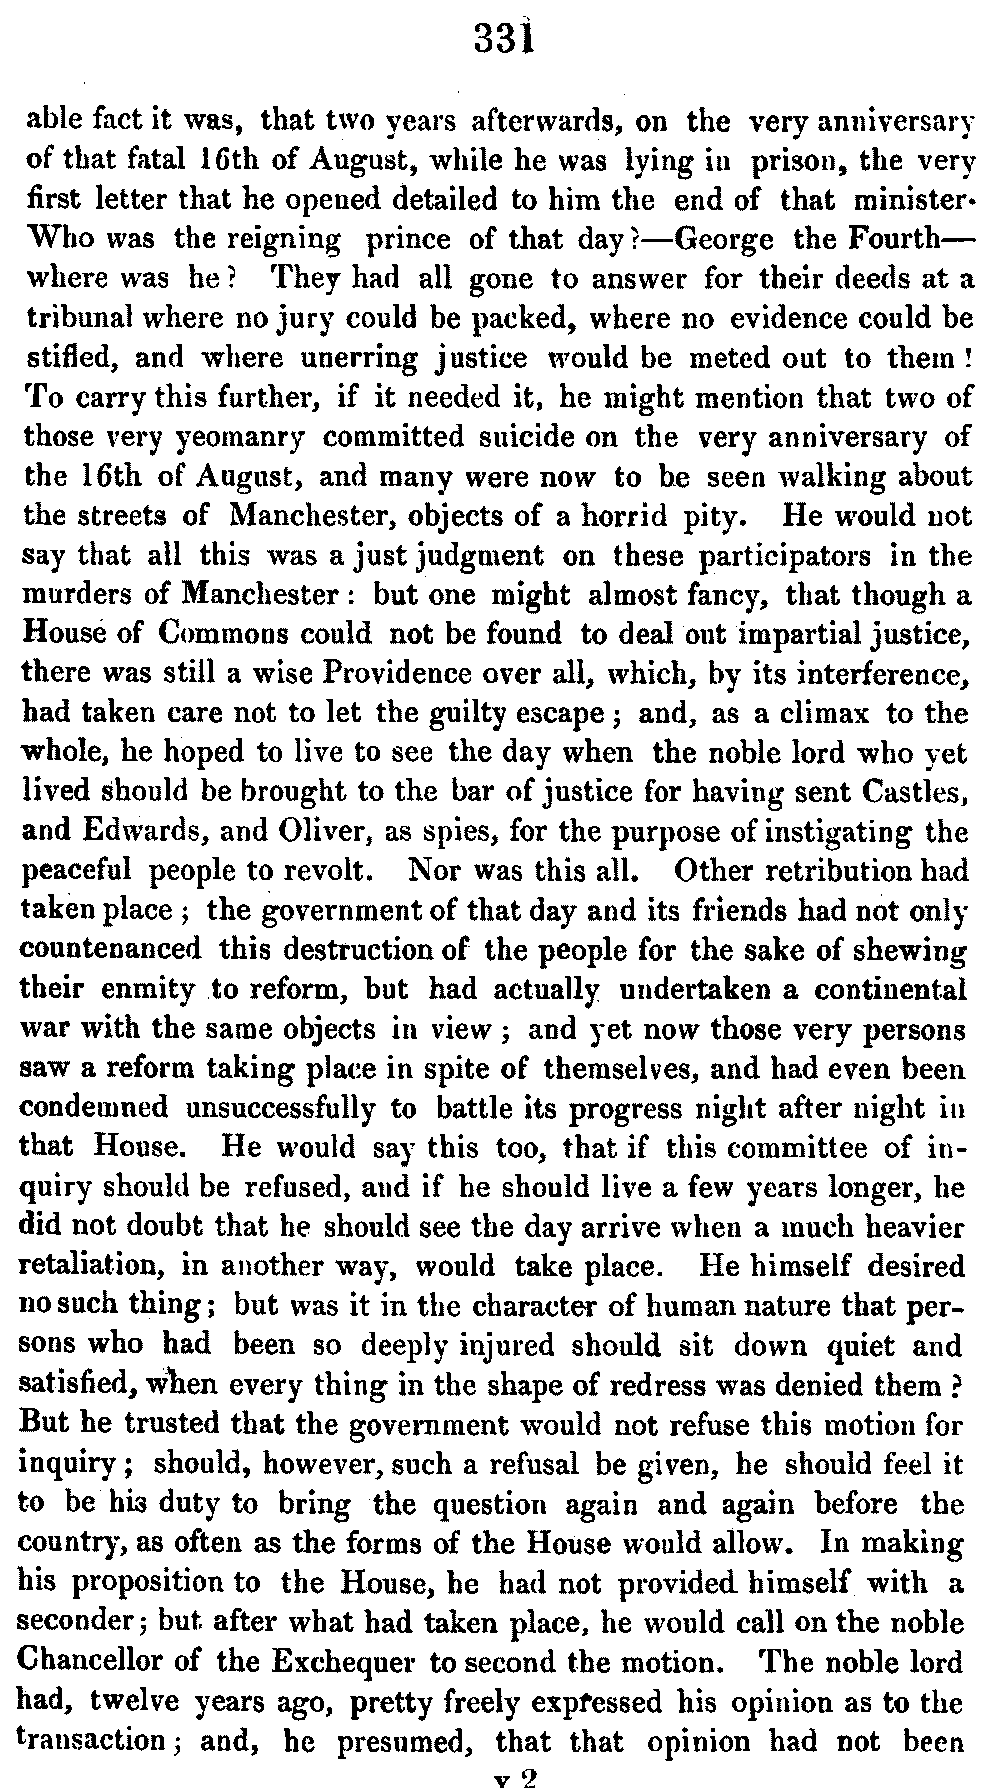 331
able fact it was, that two years afterwards, on the very anniversary
of that fatal 16th of August, while he was lying in prison, the very
first letter that he opened detailed to him the end of that minister.
Who was the reigning prince of that day?—George the Fourth—
where was he? They had all gone to answer for their deeds at a
tribunal where no jury could be packed, where no evidence could be
stifled, and where unerring justice would be meted out to them!
To carry this further, if it needed it, he might mention that two of
those very yeomanry committed suicide on the very anniversary of
the 16th of August, and many were now to be seen walking about
the streets of Manchester, objects of a horrid pity. He would not
say that all this was a just judgment on these participators in the
murders of Manchester: but one might almost fancy, that though a
House of Commons could not be found to deal out impartial justice,
there was still a wise Providence over all, which, by its interference,
had taken care not to let the guilty escape; and, as a climax to the
whole, he hoped to live to see the day when the noble lord who yet
lived should be brought to the bar of justice for having sent Castles,
and Edwards, and Oliver, as spies, for the purpose of instigating the
peaceful people to revolt. Nor was this all. Other retribution had
taken place; the government of that day and its friends had not only
countenanced this destruction of the people for the sake of shewing
their enmity to reform, but had actually undertaken a continental
war with the same objects in view; and yet now those very persons
saw a reform taking place in spite of themselves, and had even been
condemned unsuccessfully to battle its progress night after night in
that House. He would say this too, that if this committee of in-
quiry should be refused, and if he should live a few years longer, he
did not doubt that he should see the day arrive when a much heavier
retaliation, in another way, would take place. He himself desired
no such thing; but was it in the character of human nature that per-
sons who had been so deeply injured should sit down quiet and
satisfied, when every thing in the shape of redress was denied them?
But he trusted that the government would not refuse this motion for
inquiry; should, however, such a refusal be given, he should feel it
to be his duty to bring the question again and again before the
country, as often as the forms of the House would allow. In making
his proposition to the House, he had not provided himself with a
seconder; but after what had taken place, he would call on the noble
Chancellor of the Exchequer to second the motion. The noble lord
had, twelve years ago, pretty freely expressed his opinion as to the
transaction; and, he presumed, that that opinion had not been
Y 2